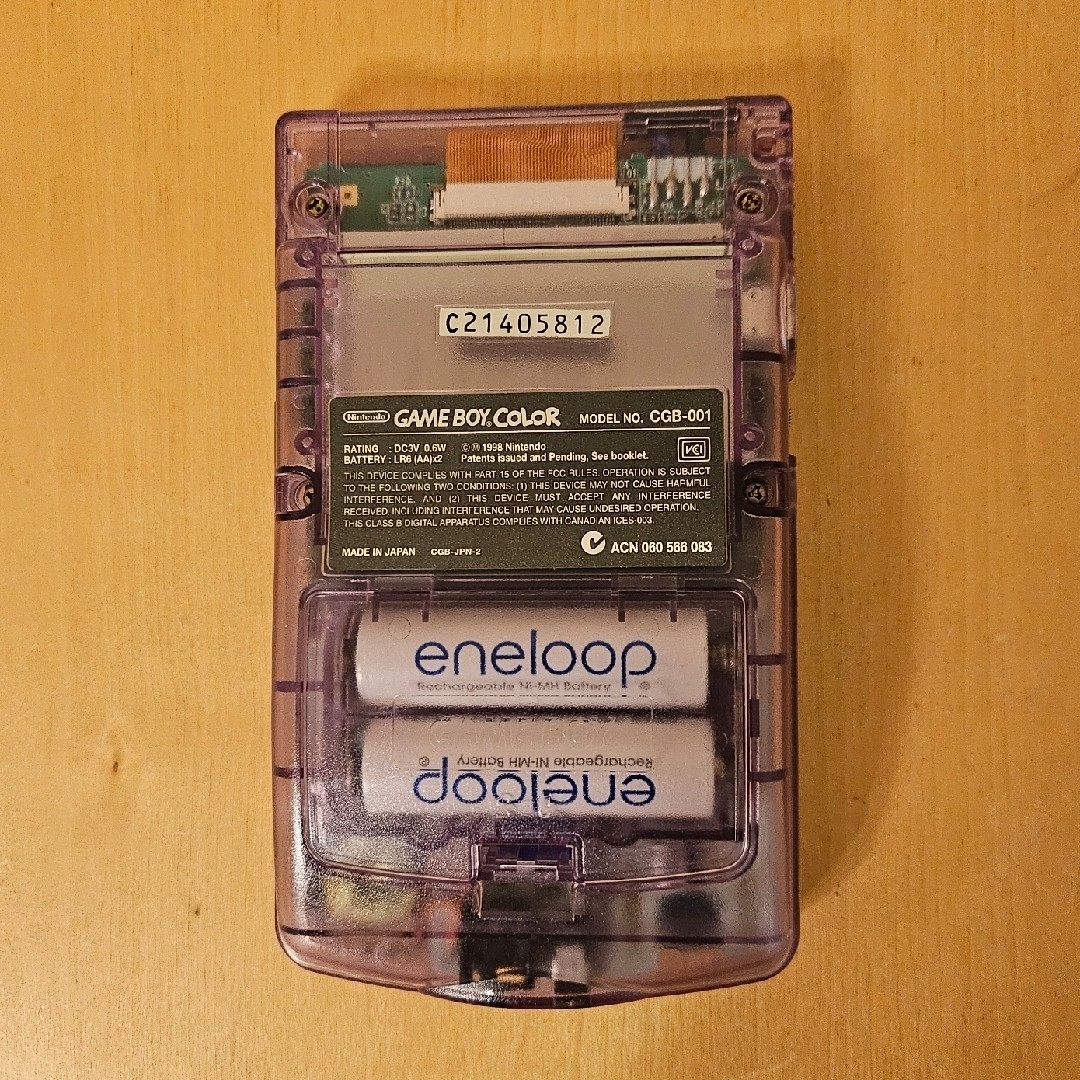 C21405812
Nintendo GAME BOY COLOR MODEL NO. CGB-001
RATING : DC3V 0.6W © Ⓜ 1998 Nintendo
BATTERY : LR6 (AA)x2 Patents issued and Pending, See booklet.
VCI
THIS DEVICE COMPLIES WITH PART 15 OF THE FCC RULES. OPERATION IS SUBJECT
TO THE FOLLOWING TWO CONDITIONS: (1) THIS DEVICE MAY NOT CAUSE HARMFUL
INTERFERENCE, AND (2) THIS DEVICE MUST ACCEPT ANY INTERFERENCE
RECEIVED, INCLUDING INTERFERENCE THAT MAY CAUSE UNDESIRED OPERATION.
THIS CLASS B DIGITAL APPARATUS COMPLIES WITH CANADIAN ICES-003.
MADE IN JAPAN CGB-JPN-2 ACN 060 566 083
eneloop
Rechargeable Ni-MH Battery
Rechargeable Ni-MH Battery
eneloop